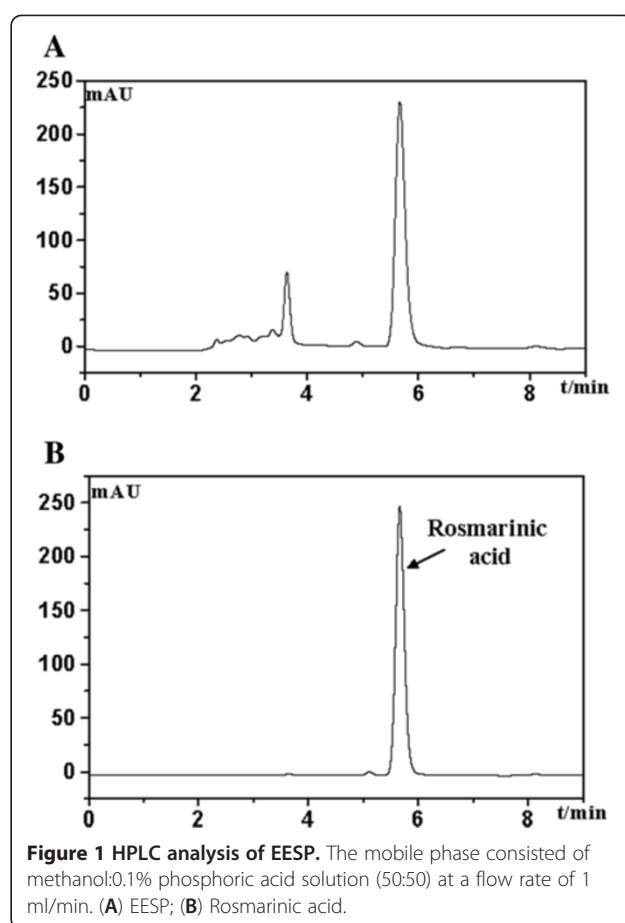 A
250
mAU
200
150
100
50
0
0 2 4 6 8 t/min
B
mAU
250
Rosmarinic
acid
200
150
100
50
0
0 2 4 6 8
t/min
Figure 1 HPLC analysis of EESP. The mobile phase consisted of
methanol:0.1% phosphoric acid solution (50:50) at a flow rate of 1
ml/min. (A) EESP; (B) Rosmarinic acid.